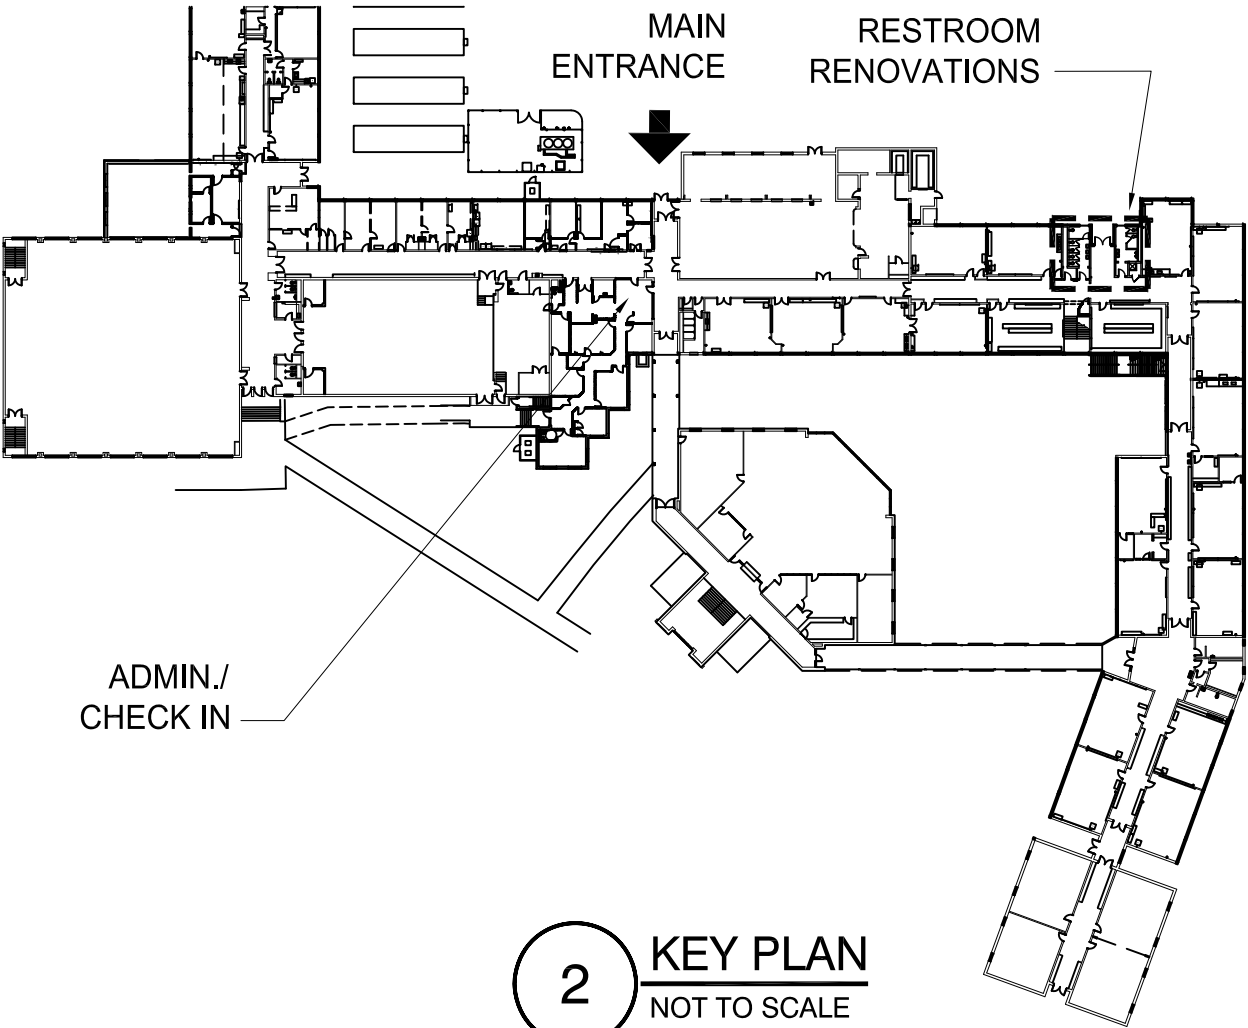 MAIN
ENTRANCE
RESTROOM
RENOVATIONS
ADMIN./
CHECK IN
2
KEY PLAN
NOT TO SCALE